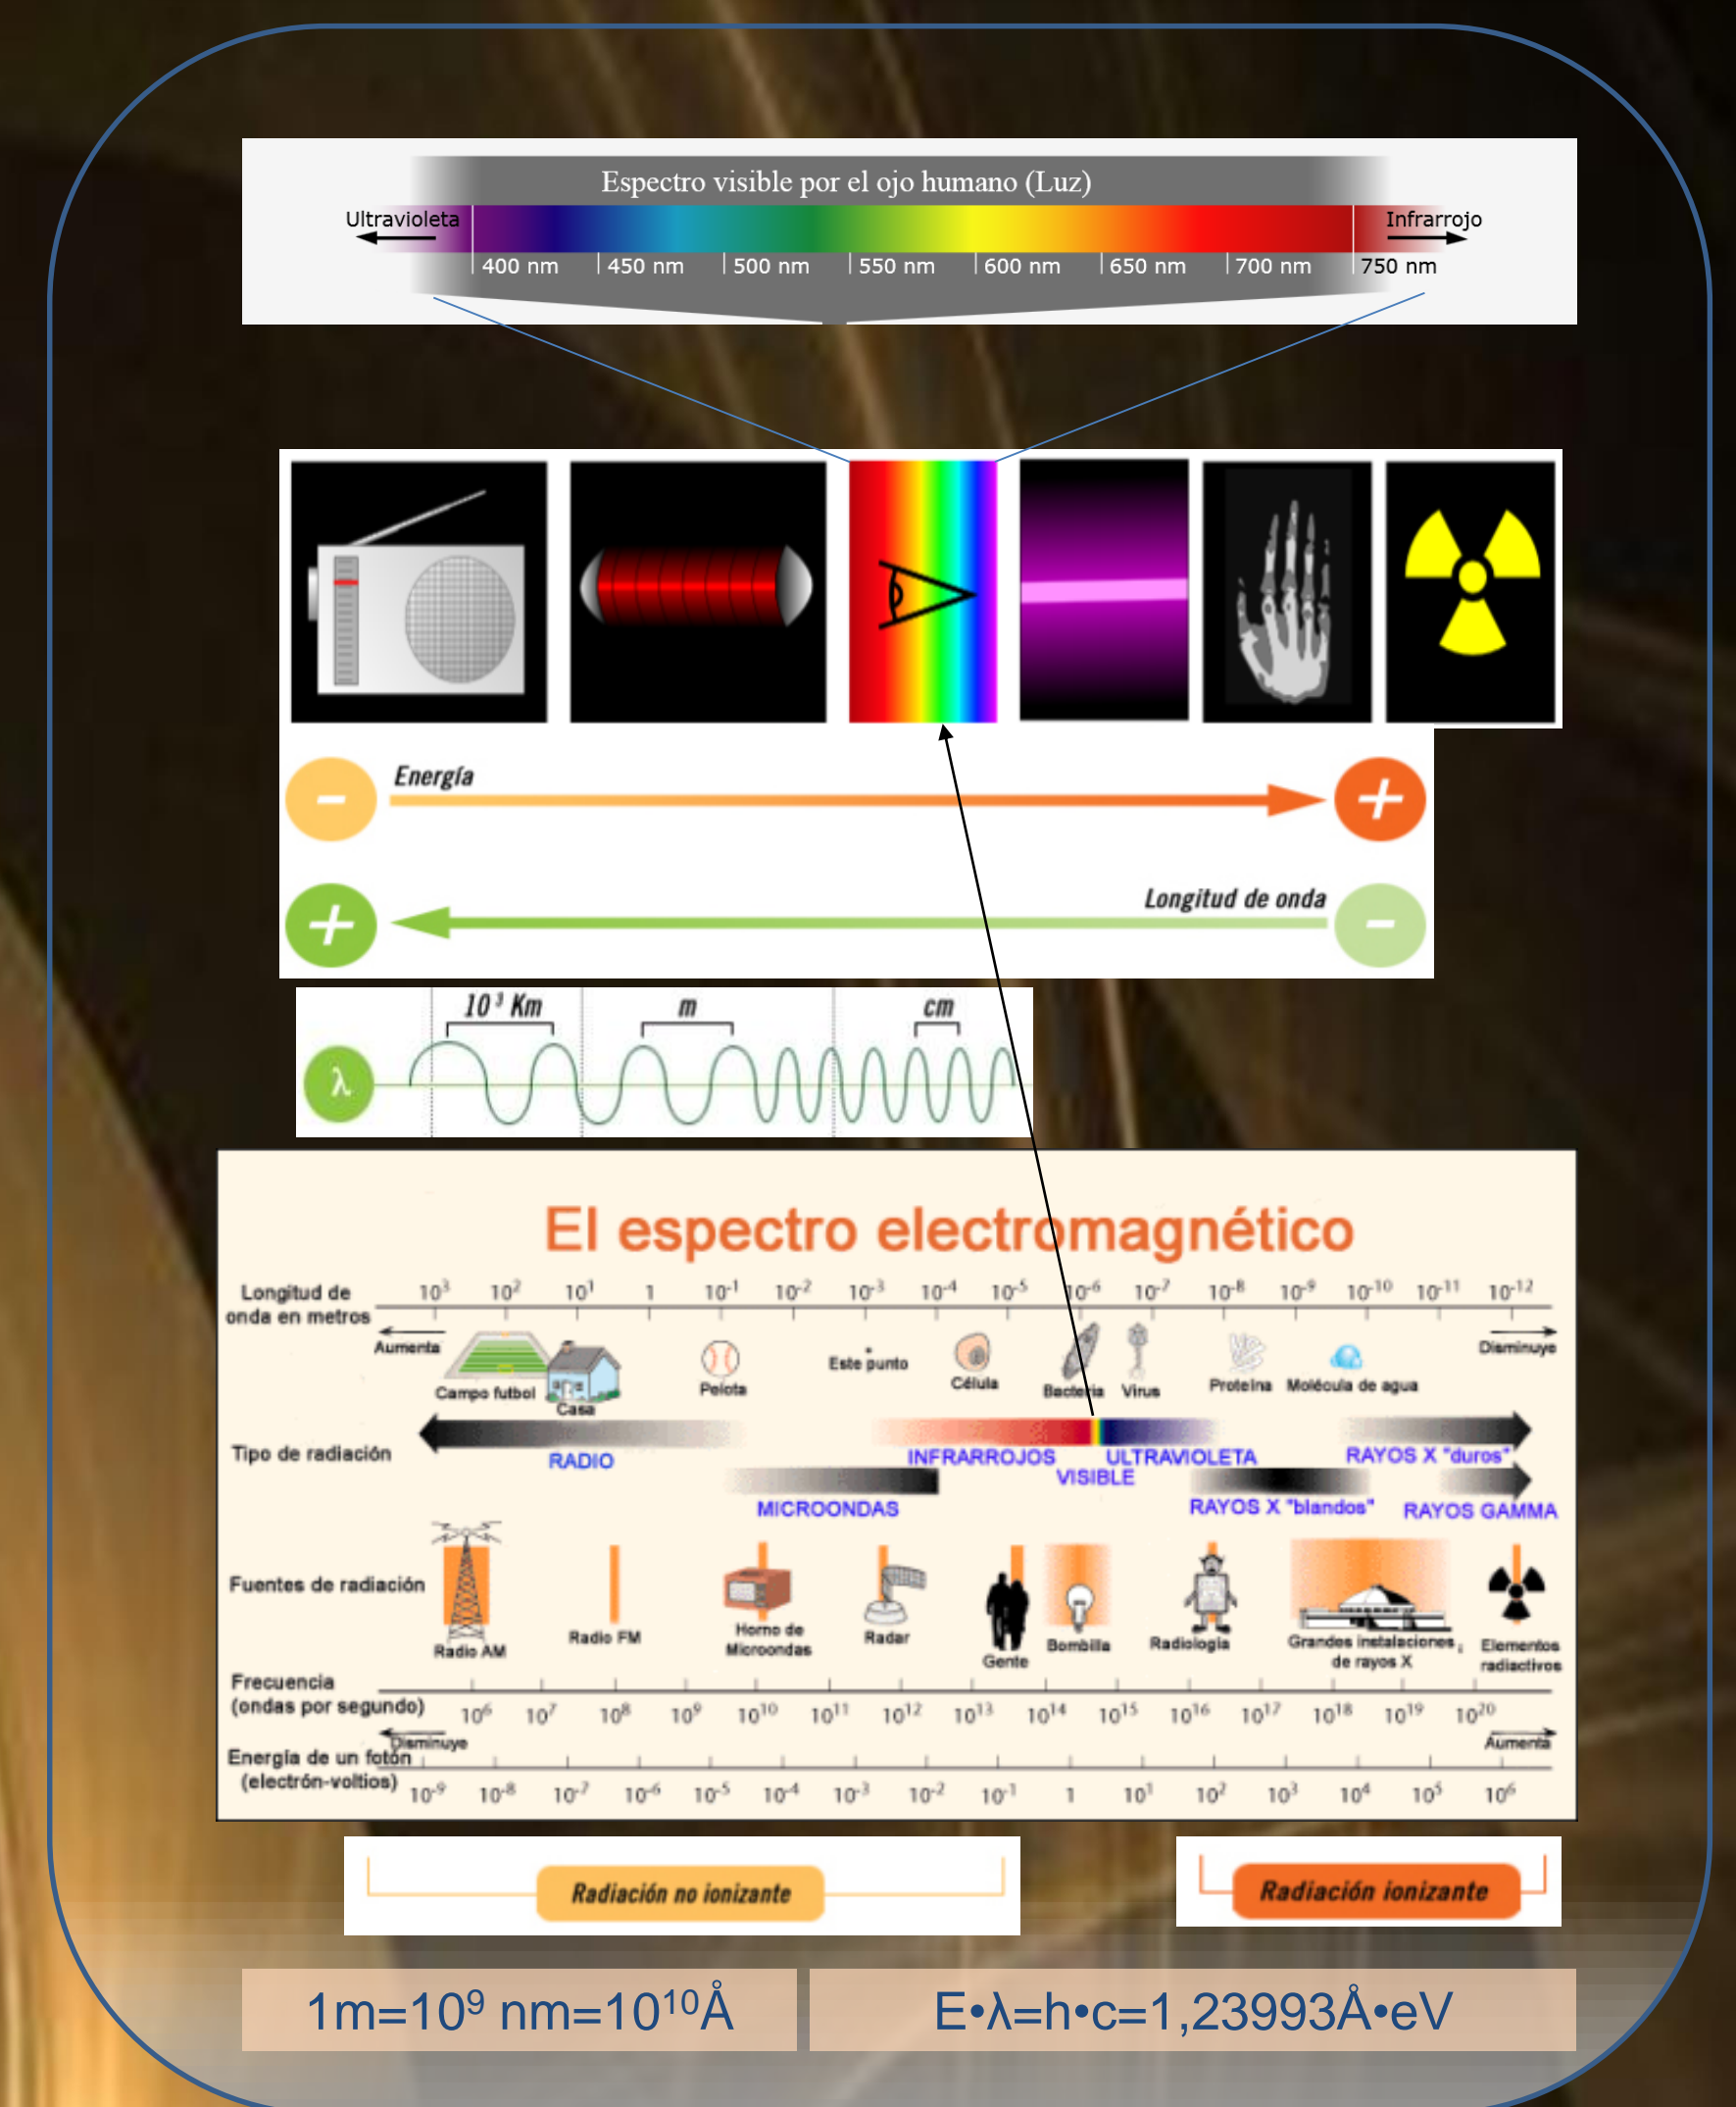 Espectro visible por el ojo humano (Luz)
Ultravioleta
Infrarrojo
400 nm 450 nm 500 nm 550 nm 600 nm 650 nm 700 nm 750 nm
− Energía +
Longitud de onda
+ −
10³ Km m cm
λ
El espectro electromagnético
Longitud de
onda en metros
10³ 10² 10¹ 1 10⁻¹ 10⁻² 10⁻³ 10⁻⁴ 10⁻⁵ 10⁻⁶ 10⁻⁷ 10⁻⁸ 10⁻⁹ 10⁻¹⁰ 10⁻¹¹ 10⁻¹²
Aumenta
Disminuye
Campo futbol
Casa
Pelota
Este punto
Célula
Bacteria
Virus
Proteína
Molécula de agua
Tipo de radiación
RADIO
INFRARROJOS
ULTRAVIOLETA
RAYOS X "duros"
VISIBLE
MICROONDAS
RAYOS X "blandos"
RAYOS GAMMA
Fuentes de radiación
Radio AM
Radio FM
Horno de
Microondas
Radar
Gente
Bombilla
Radiología
Grandes instalaciones
de rayos X
Elementos
radiactivos
Frecuencia
(ondas por segundo)
10⁶ 10⁷ 10⁸ 10⁹ 10¹⁰ 10¹¹ 10¹² 10¹³ 10¹⁴ 10¹⁵ 10¹⁶ 10¹⁷ 10¹⁸ 10¹⁹ 10²⁰
Disminuye
Aumenta
Energía de un fotón
(electrón-voltios)
10⁻⁹ 10⁻⁸ 10⁻⁷ 10⁻⁶ 10⁻⁵ 10⁻⁴ 10⁻³ 10⁻² 10⁻¹ 1 10¹ 10² 10³ 10⁴ 10⁵ 10⁶
Radiación no ionizante
Radiación ionizante
1m=10⁹ nm=10¹⁰Å
E•λ=h•c=1,23993Å•eV